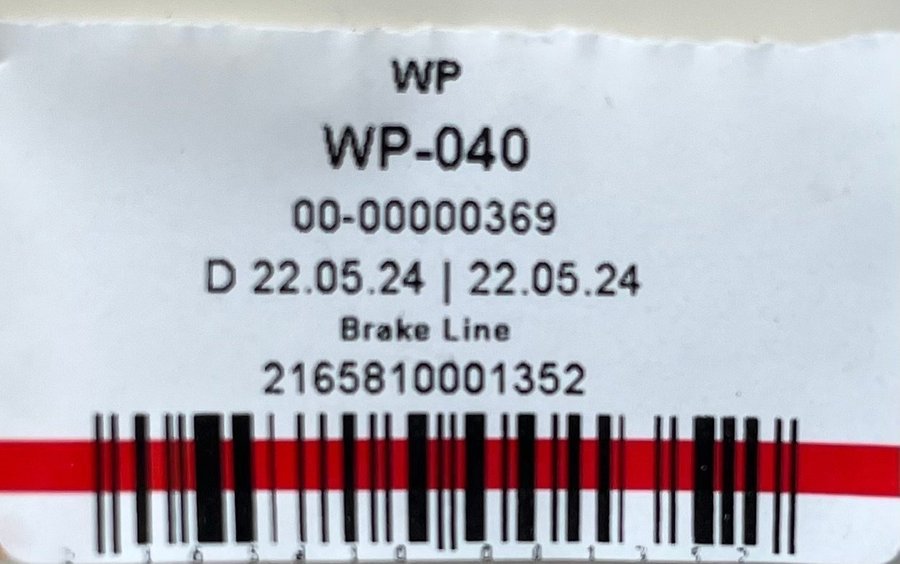 WP
WP-040
00-00000369
D 22.05.24 | 22.05.24
Brake Line
2165810001352